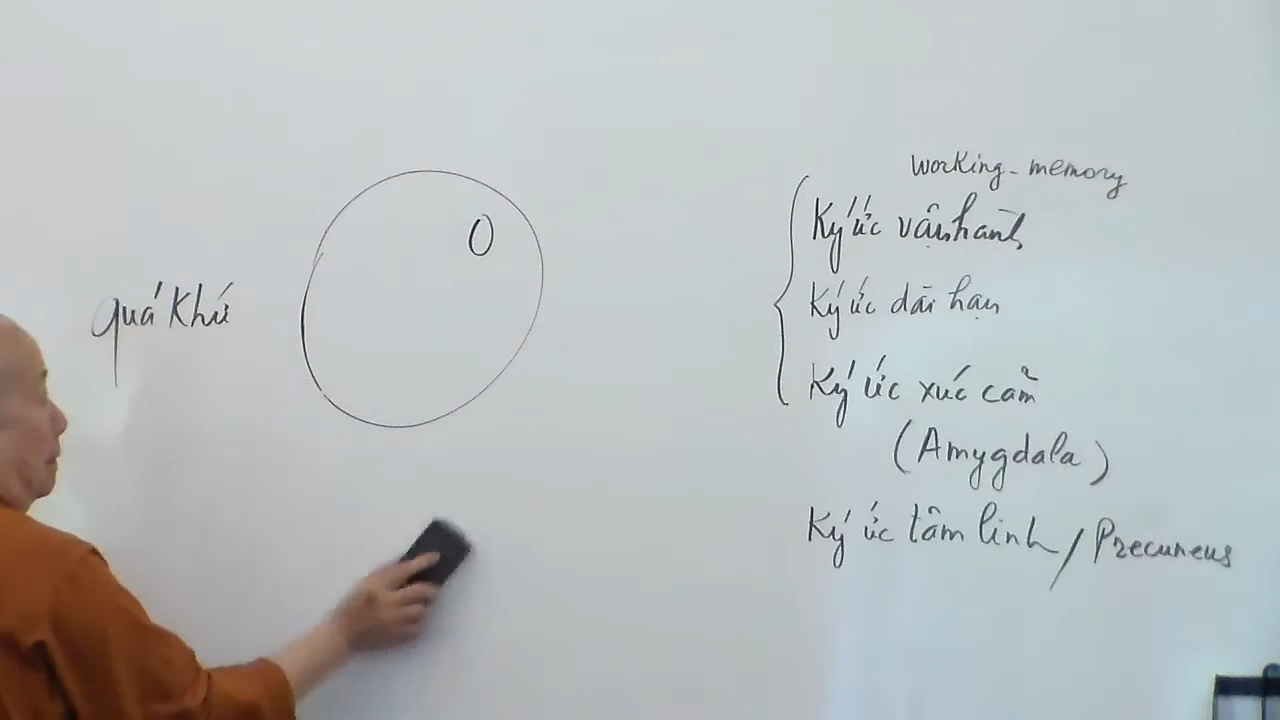 quá khứ
0
working-memory
Ký ức vận hành
Ký ức dài hạn
Ký ức xúc cảm
(Amygdala)
Ký ức tâm linh / Precuneus